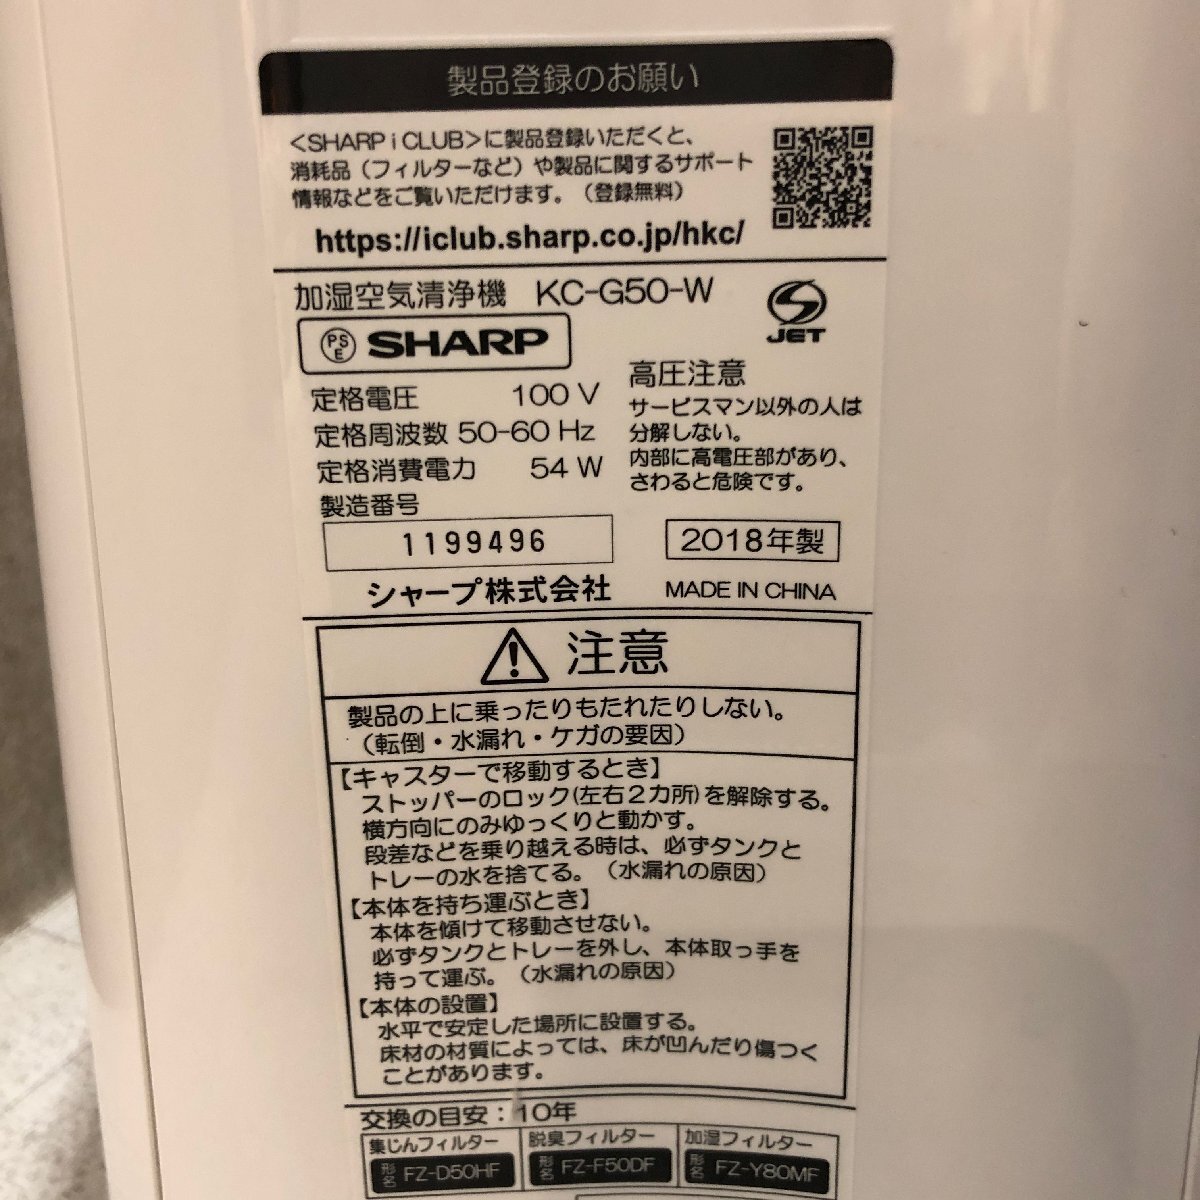 製品登録のお願い
<SHARP i CLUB>に製品登録いただくと、
消耗品（フィルターなど）や製品に関するサポート
情報などをご覧いただけます。（登録無料）
https://iclub.sharp.co.jp/hkc/
加湿空気清浄機 KC-G50-W
PS E SHARP
JET
定格電圧 100 V
定格周波数 50-60 Hz
定格消費電力 54 W
製造番号
1199496
高圧注意
サービスマン以外の人は
分解しない。
内部に高電圧部があり、
さわると危険です。
2018年製
シャープ株式会社 MADE IN CHINA
注意
製品の上に乗ったりもたれたりしない。
（転倒・水漏れ・ケガの要因）
【キャスターで移動するとき】
ストッパーのロック(左右2カ所)を解除する。
横方向にのみゆっくりと動かす。
段差などを乗り越える時は、必ずタンクと
トレーの水を捨てる。（水漏れの原因）
【本体を持ち運ぶとき】
本体を傾けて移動させない。
必ずタンクとトレーを外し、本体取っ手を
持って運ぶ。（水漏れの原因）
【本体の設置】
水平で安定した場所に設置する。
床材の材質によっては、床が凹んだり傷つく
ことがあります。
交換の目安：10年
集じんフィルター 脱臭フィルター 加湿フィルター
形名 FZ-D50HF 形名 FZ-F50DF 形名 FZ-Y80MF